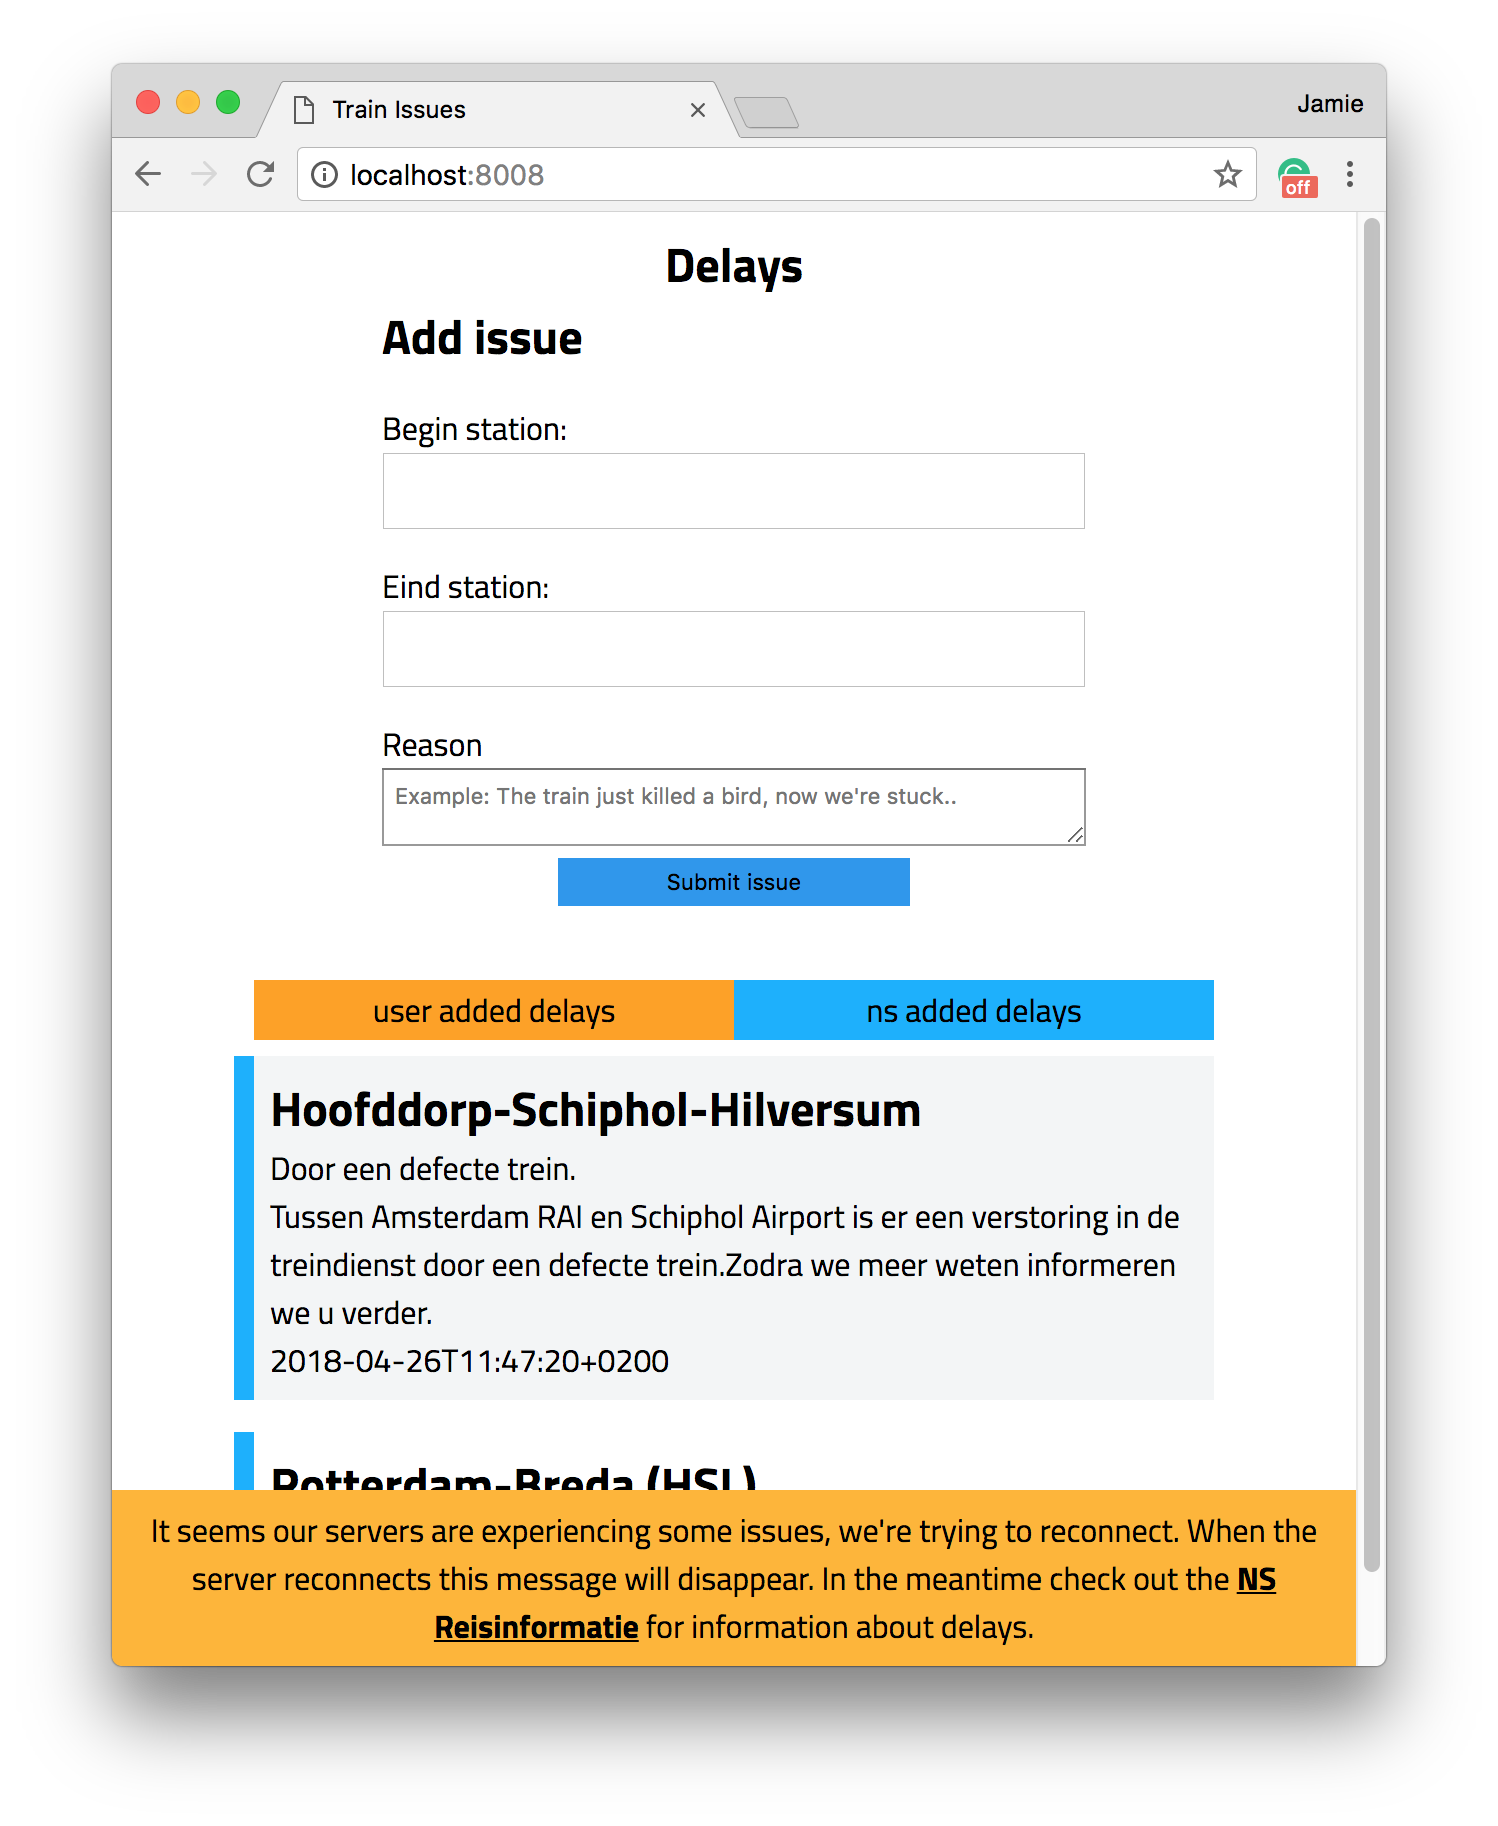 Train Issues
Jamie
localhost:8008
off
Delays
Add issue
Begin station:
Eind station:
Reason
Example: The train just killed a bird, now we're stuck..
Submit issue
user added delays
ns added delays
Hoofddorp-Schiphol-Hilversum
Door een defecte trein.
Tussen Amsterdam RAI en Schiphol Airport is er een verstoring in de
treindienst door een defecte trein.Zodra we meer weten informeren
we u verder.
2018-04-26T11:47:20+0200
Rotterdam-Breda (HSL)
It seems our servers are experiencing some issues, we're trying to reconnect. When the
server reconnects this message will disappear. In the meantime check out the NS
Reisinformatie for information about delays.